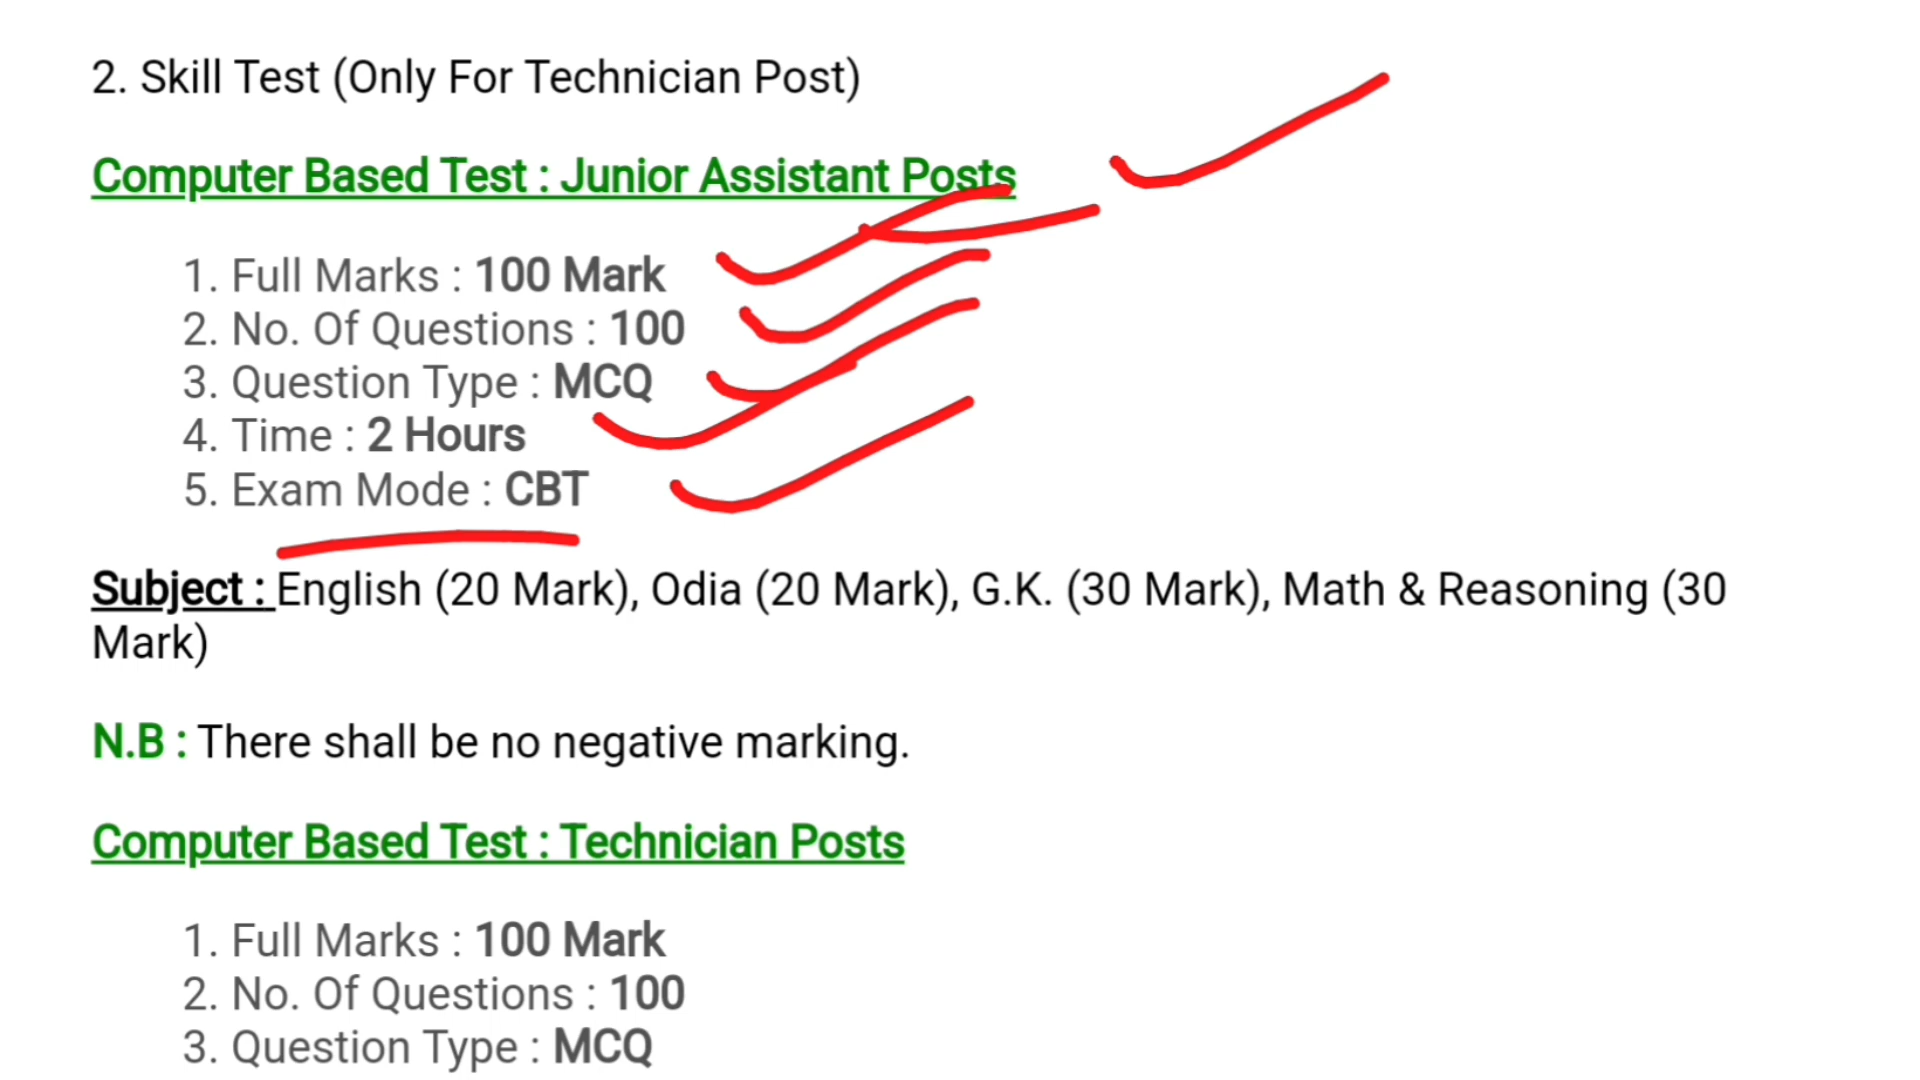 2. Skill Test (Only For Technician Post)
Computer Based Test : Junior Assistant Posts
1. Full Marks : 100 Mark
2. No. Of Questions : 100
3. Question Type : MCQ
4. Time : 2 Hours
5. Exam Mode : CBT
Subject : English (20 Mark), Odia (20 Mark), G.K. (30 Mark), Math & Reasoning (30
Mark)
N.B : There shall be no negative marking.
Computer Based Test : Technician Posts
1. Full Marks : 100 Mark
2. No. Of Questions : 100
3. Question Type : MCQ